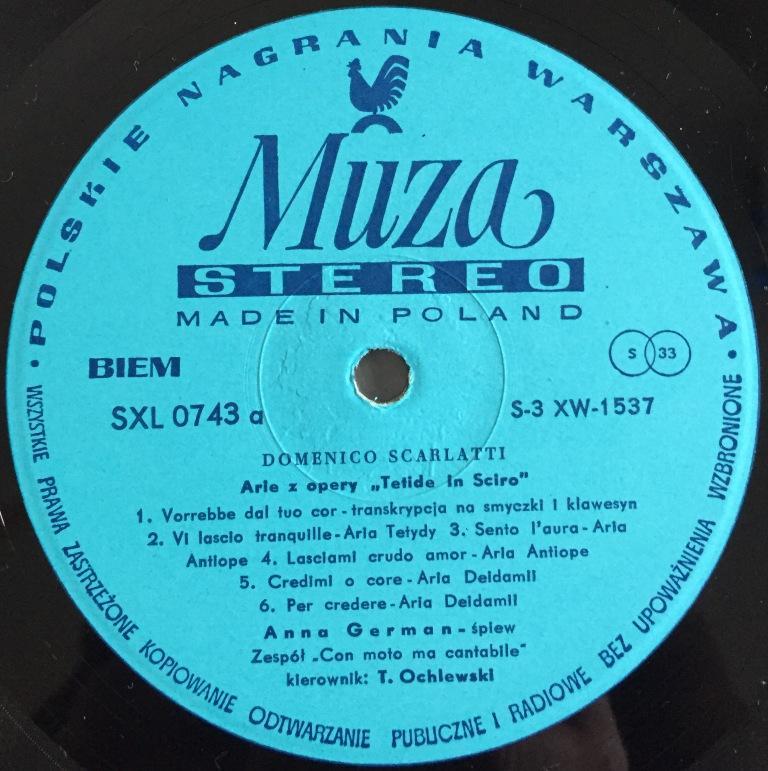 • POLSKIE NAGRANIA WARSZAWA •
Muza
STEREO
MADE IN POLAND
BIEM
S 33
SXL 0743 a
S-3 XW-1537
DOMENICO SCARLATTI
Arie z opery „Tetide in Sciro"
1. Vorrebbe dal tuo cor - transkrypcja na smyczki i klawesyn
2. Vi lascio tranquille - Aria Tetydy 3. Sento l'aura - Aria
Antiope 4. Lasciami crudo amor - Aria Antiope
5. Credimi o core - Aria Deidamii
6. Per credere - Aria Deidamii
Anna German - śpiew
Zespół „Con moto ma cantabile"
kierownik: T. Ochlewski
WSZYSTKIE PRAWA ZASTRZEŻONE KOPIOWANIE ODTWARZANIE PUBLICZNE I RADIOWE BEZ UPOWAŻNIENIA WZBRONIONE